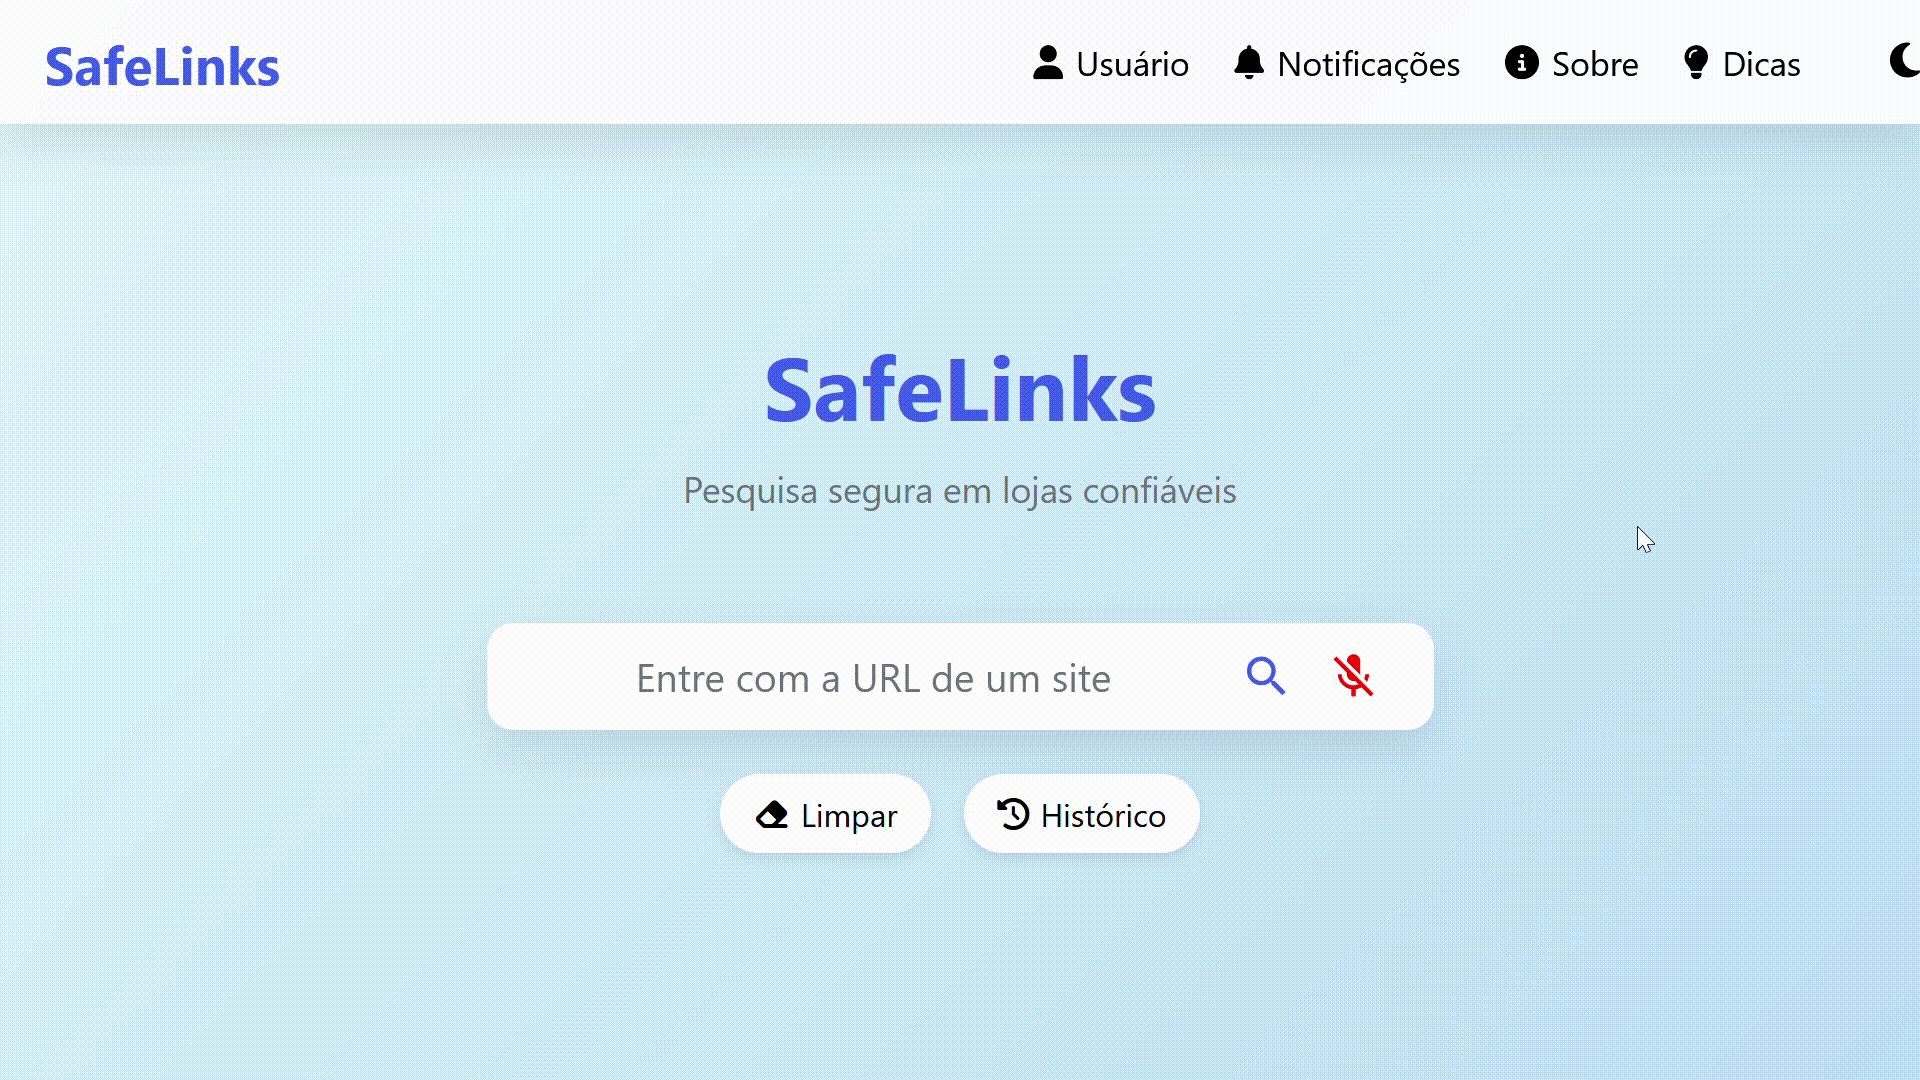 SafeLinks
Usuário Notificações Sobre Dicas
SafeLinks
Pesquisa segura em lojas confiáveis
Entre com a URL de um site
Limpar Histórico